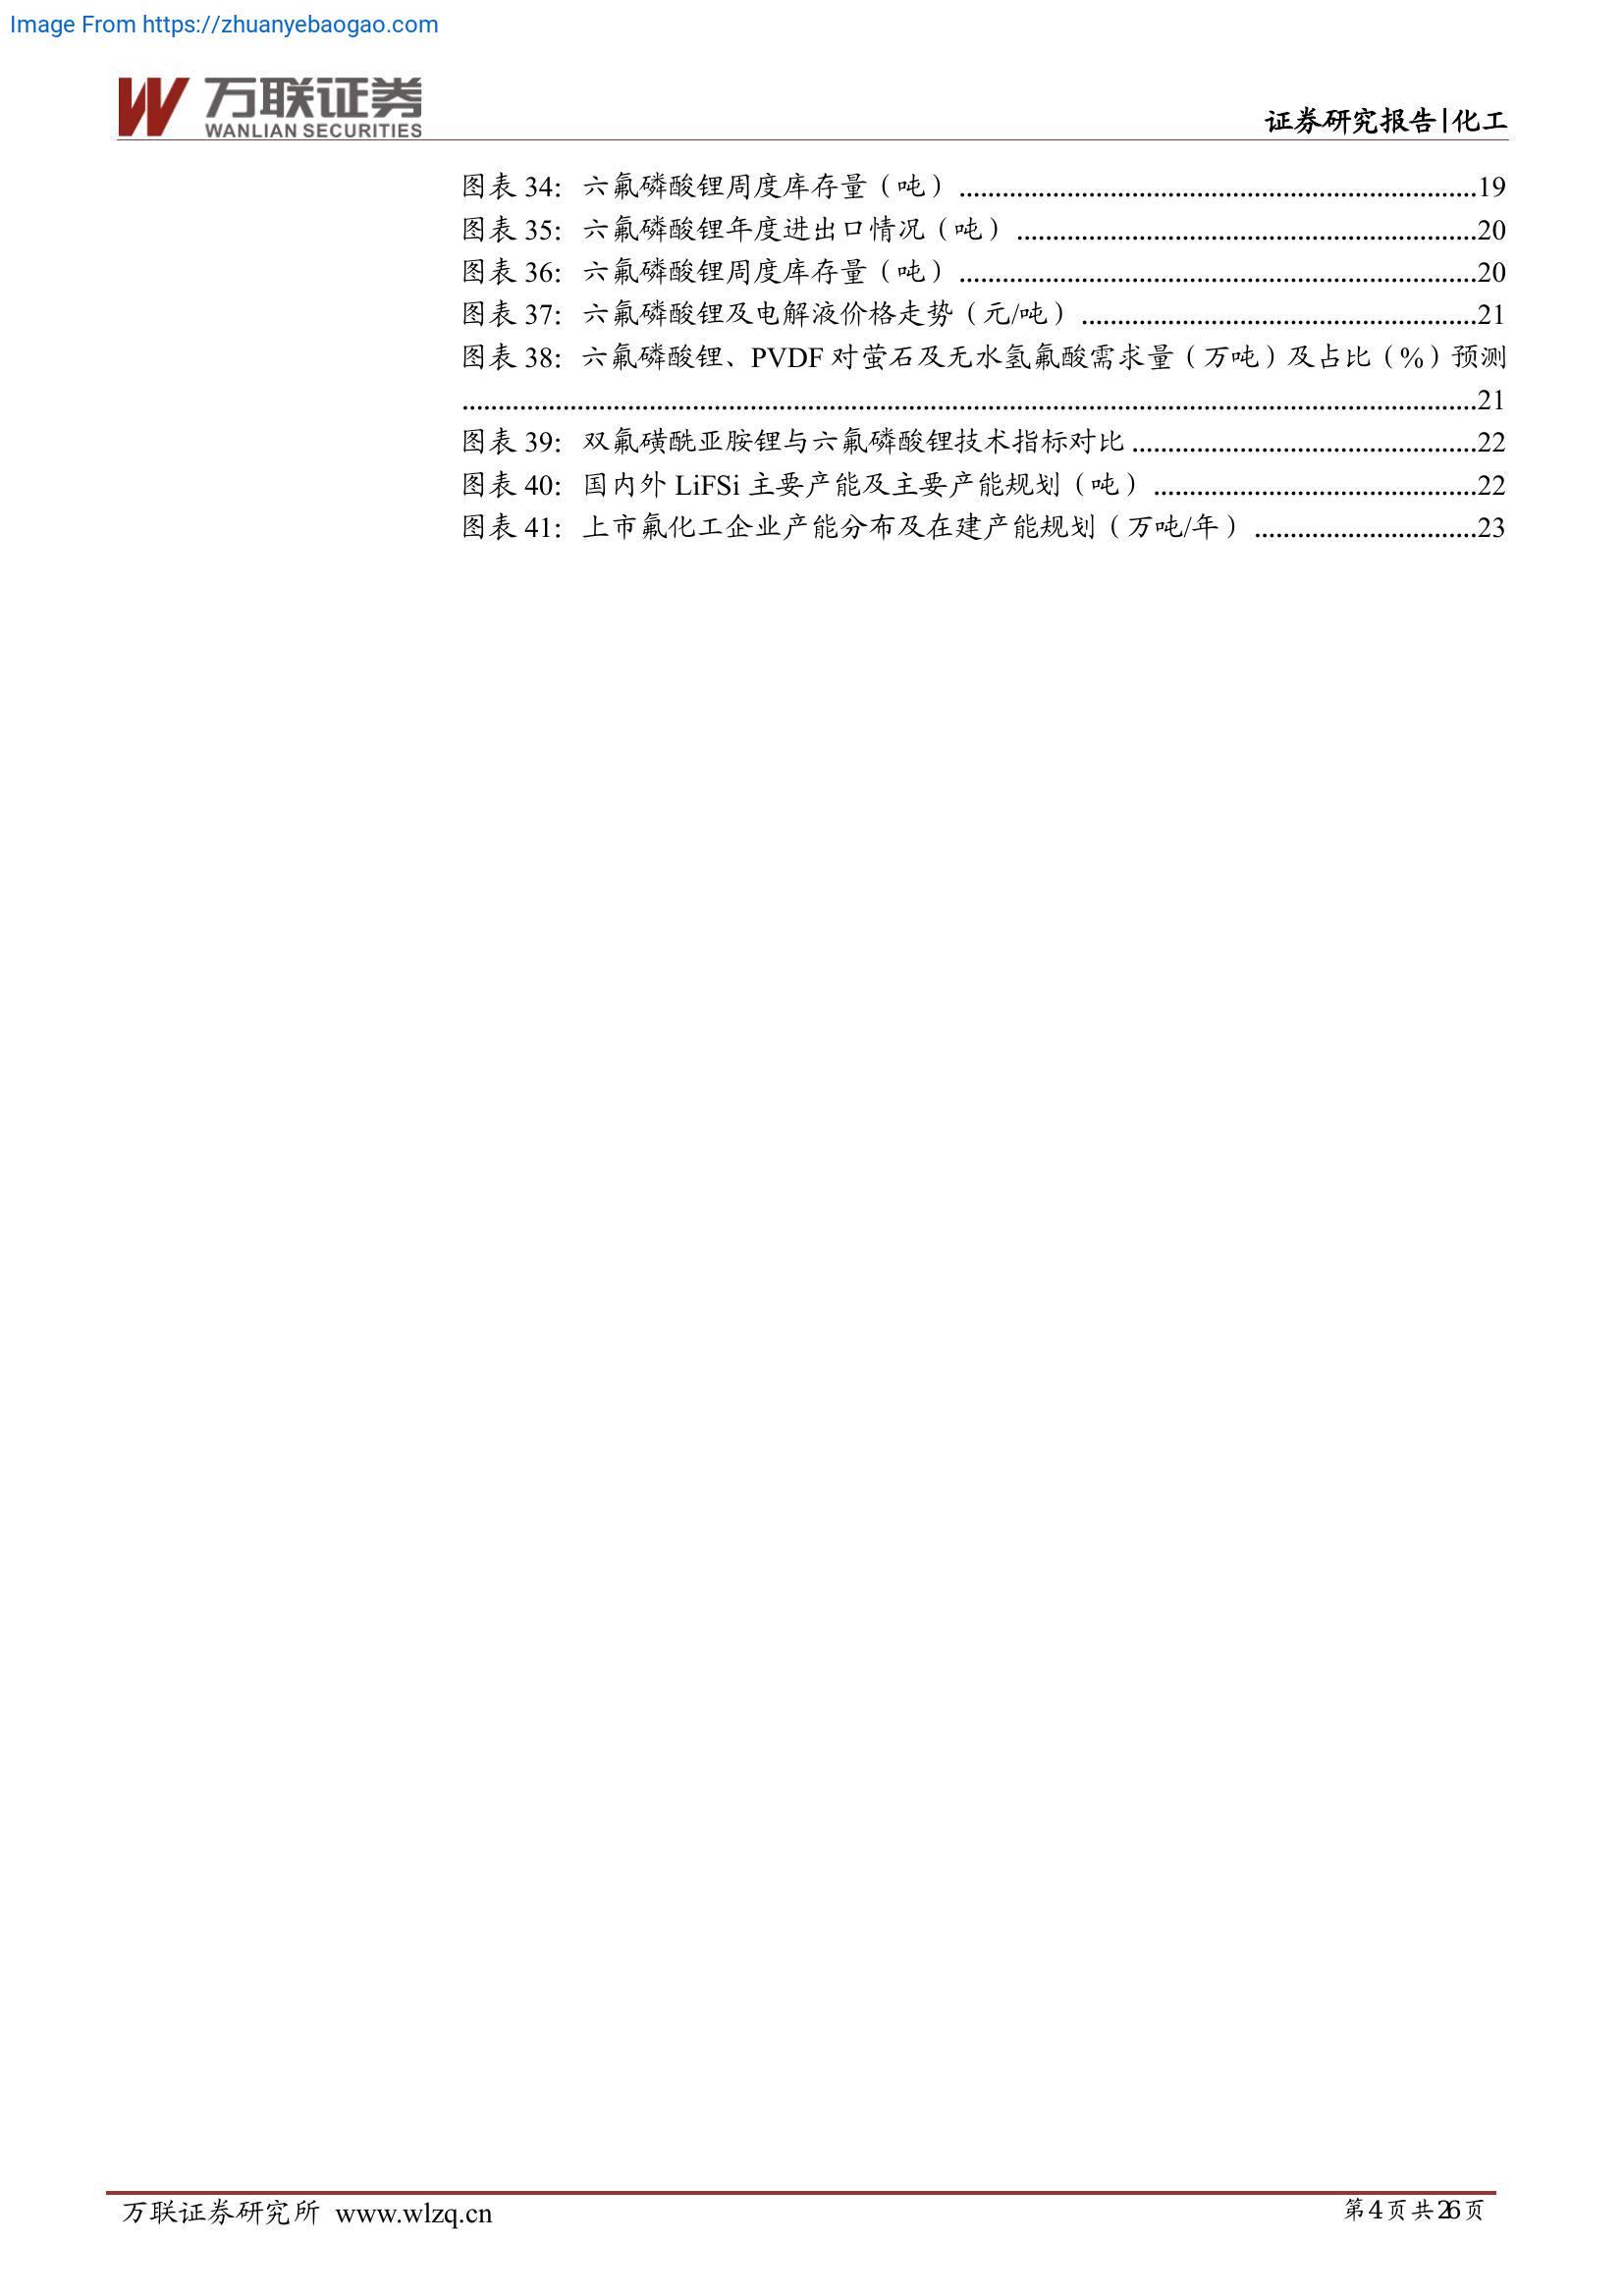 Image From https://zhuanyebaogao.com
万联证券
WANLIAN SECURITIES
证券研究报告|化工
图表 34： 六氟磷酸锂周度库存量（吨）........................................................................19
图表 35： 六氟磷酸锂年度进出口情况（吨）................................................................20
图表 36： 六氟磷酸锂周度库存量（吨）........................................................................20
图表 37： 六氟磷酸锂及电解液价格走势（元/吨）.......................................................21
图表 38： 六氟磷酸锂、PVDF 对萤石及无水氢氟酸需求量（万吨）及占比（%）预测
.............................................................................................................................................21
图表 39： 双氟磺酰亚胺锂与六氟磷酸锂技术指标对比................................................22
图表 40： 国内外 LiFSi 主要产能及主要产能规划（吨）.............................................22
图表 41： 上市氟化工企业产能分布及在建产能规划（万吨/年）...............................23
万联证券研究所 www.wlzq.cn
第4页共26页